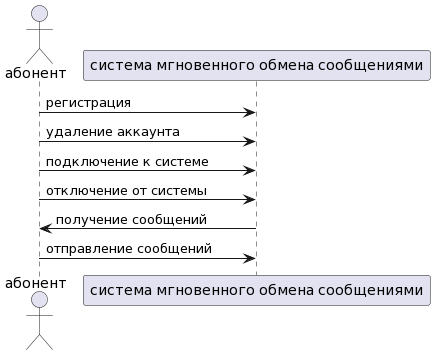 абонент
система мгновенного обмена сообщениями
регистрация
удаление аккаунта
подключение к системе
отключение от системы
получение сообщений
отправление сообщений
абонент
система мгновенного обмена сообщениями